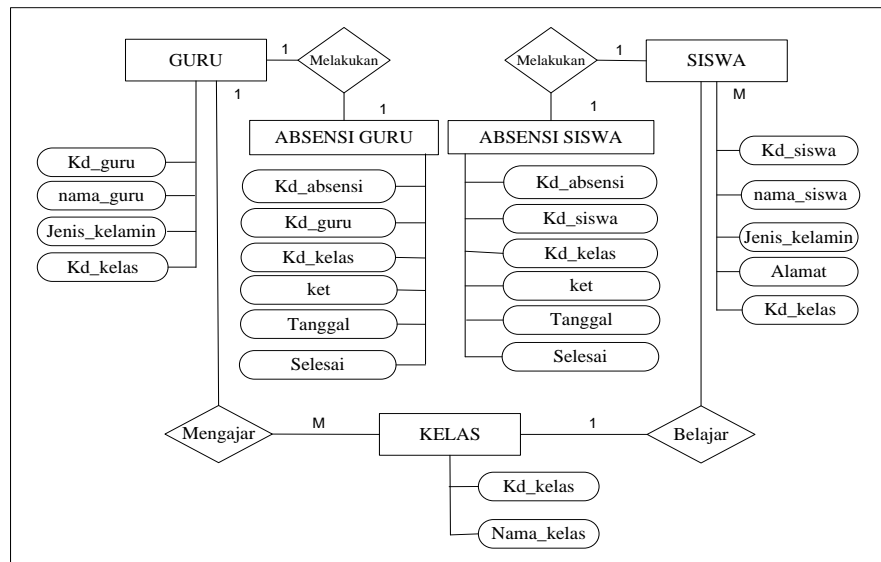 GURU
1
Melakukan
1
ABSENSI GURU
Melakukan
1
1
ABSENSI SISWA
SISWA
1
M
Kd_guru
nama_guru
Jenis_kelamin
Kd_kelas
Kd_absensi
Kd_guru
Kd_kelas
ket
Tanggal
Selesai
Kd_absensi
Kd_siswa
Kd_kelas
ket
Tanggal
Selesai
Kd_siswa
nama_siswa
Jenis_kelamin
Alamat
Kd_kelas
Mengajar
M
KELAS
1
Belajar
Kd_kelas
Nama_kelas